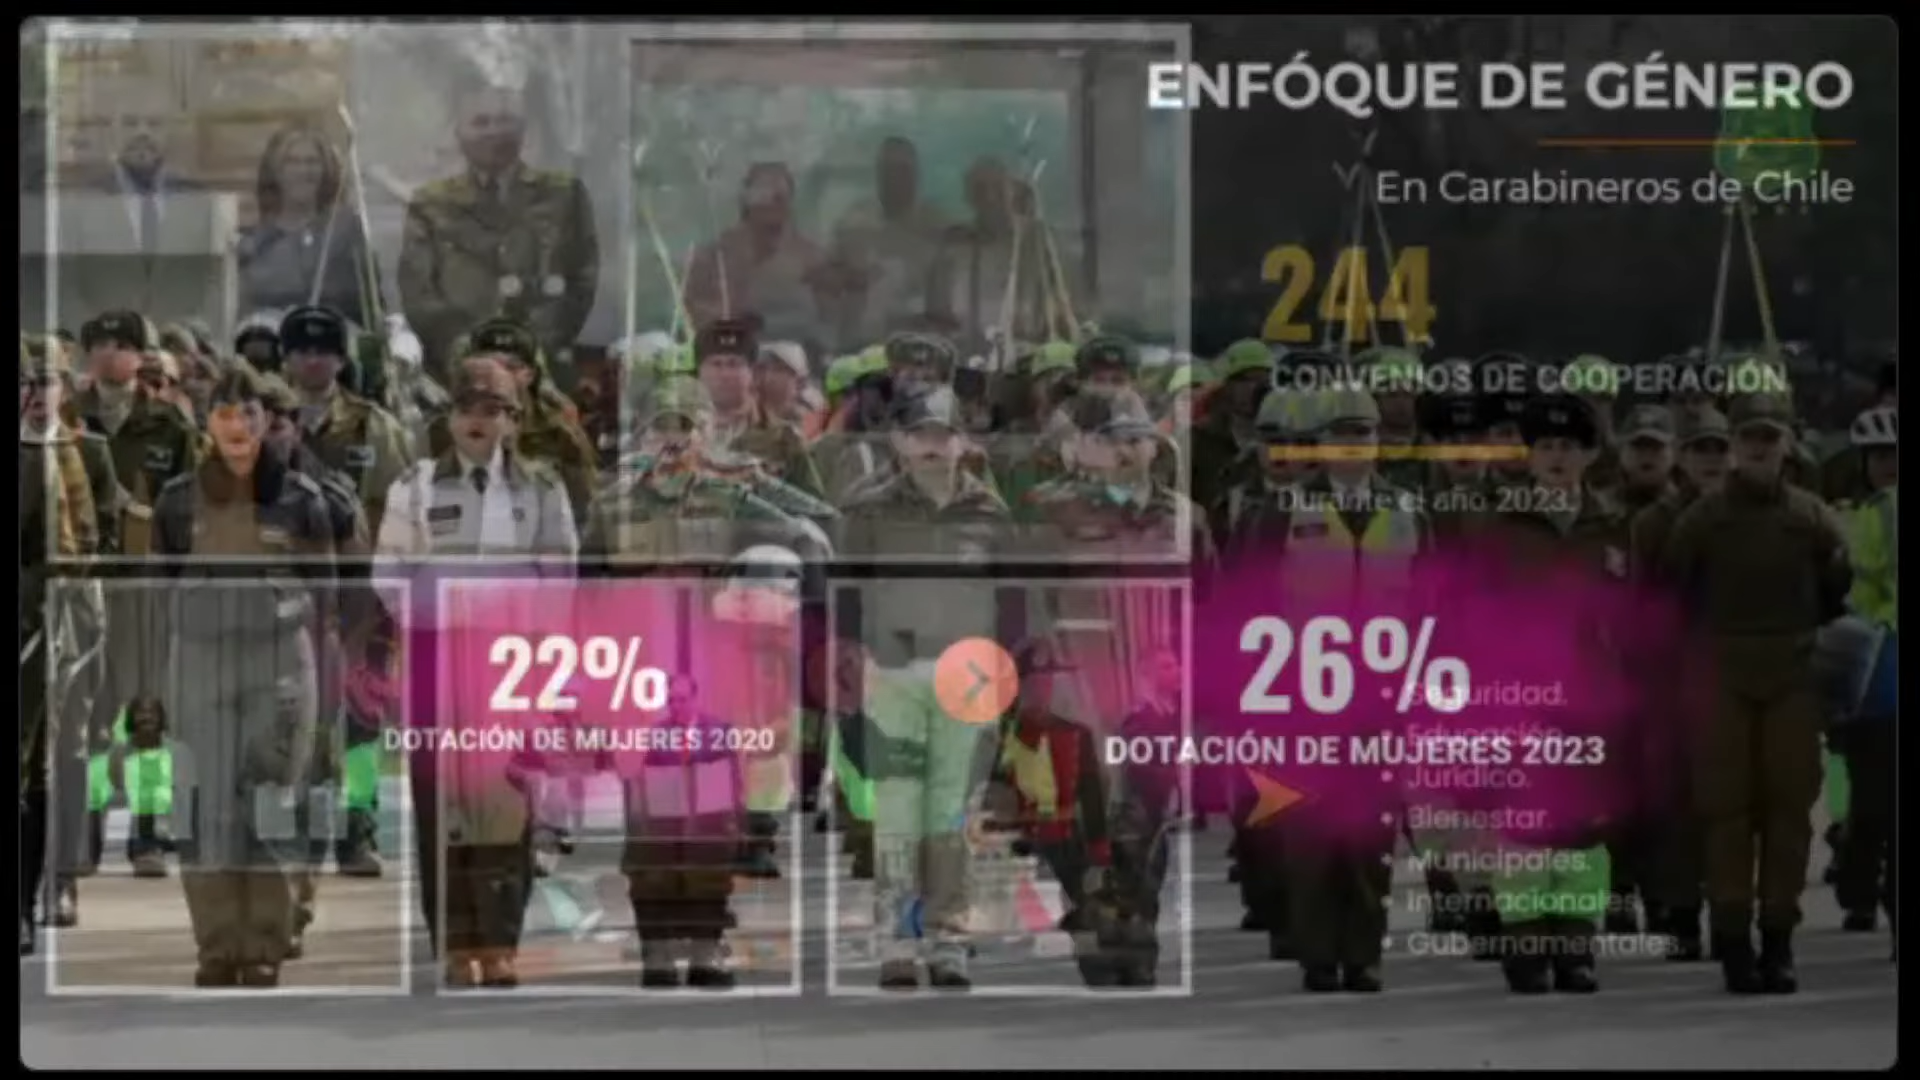 ENFÓQUE DE GÉNERO
En Carabineros de Chile
244
CONVENIOS DE COOPERACIÓN
Durante el año 2023.
22%
DOTACIÓN DE MUJERES 2020
26%
DOTACIÓN DE MUJERES 2023
• Seguridad.
• Educación.
• Jurídico.
• Bienestar.
• Municipales.
• Internacionales.
• Gubernamentales.